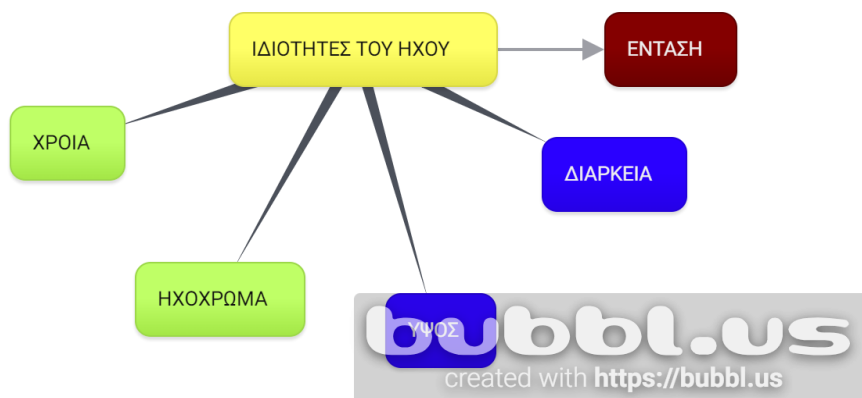 ΙΔΙΟΤΗΤΕΣ ΤΟΥ ΗΧΟΥ
ΕΝΤΑΣΗ
ΧΡΟΙΑ
ΔΙΑΡΚΕΙΑ
ΗΧΟΧΡΩΜΑ
ΥΨΟΣ
bubbl.us
created with https://bubbl.us